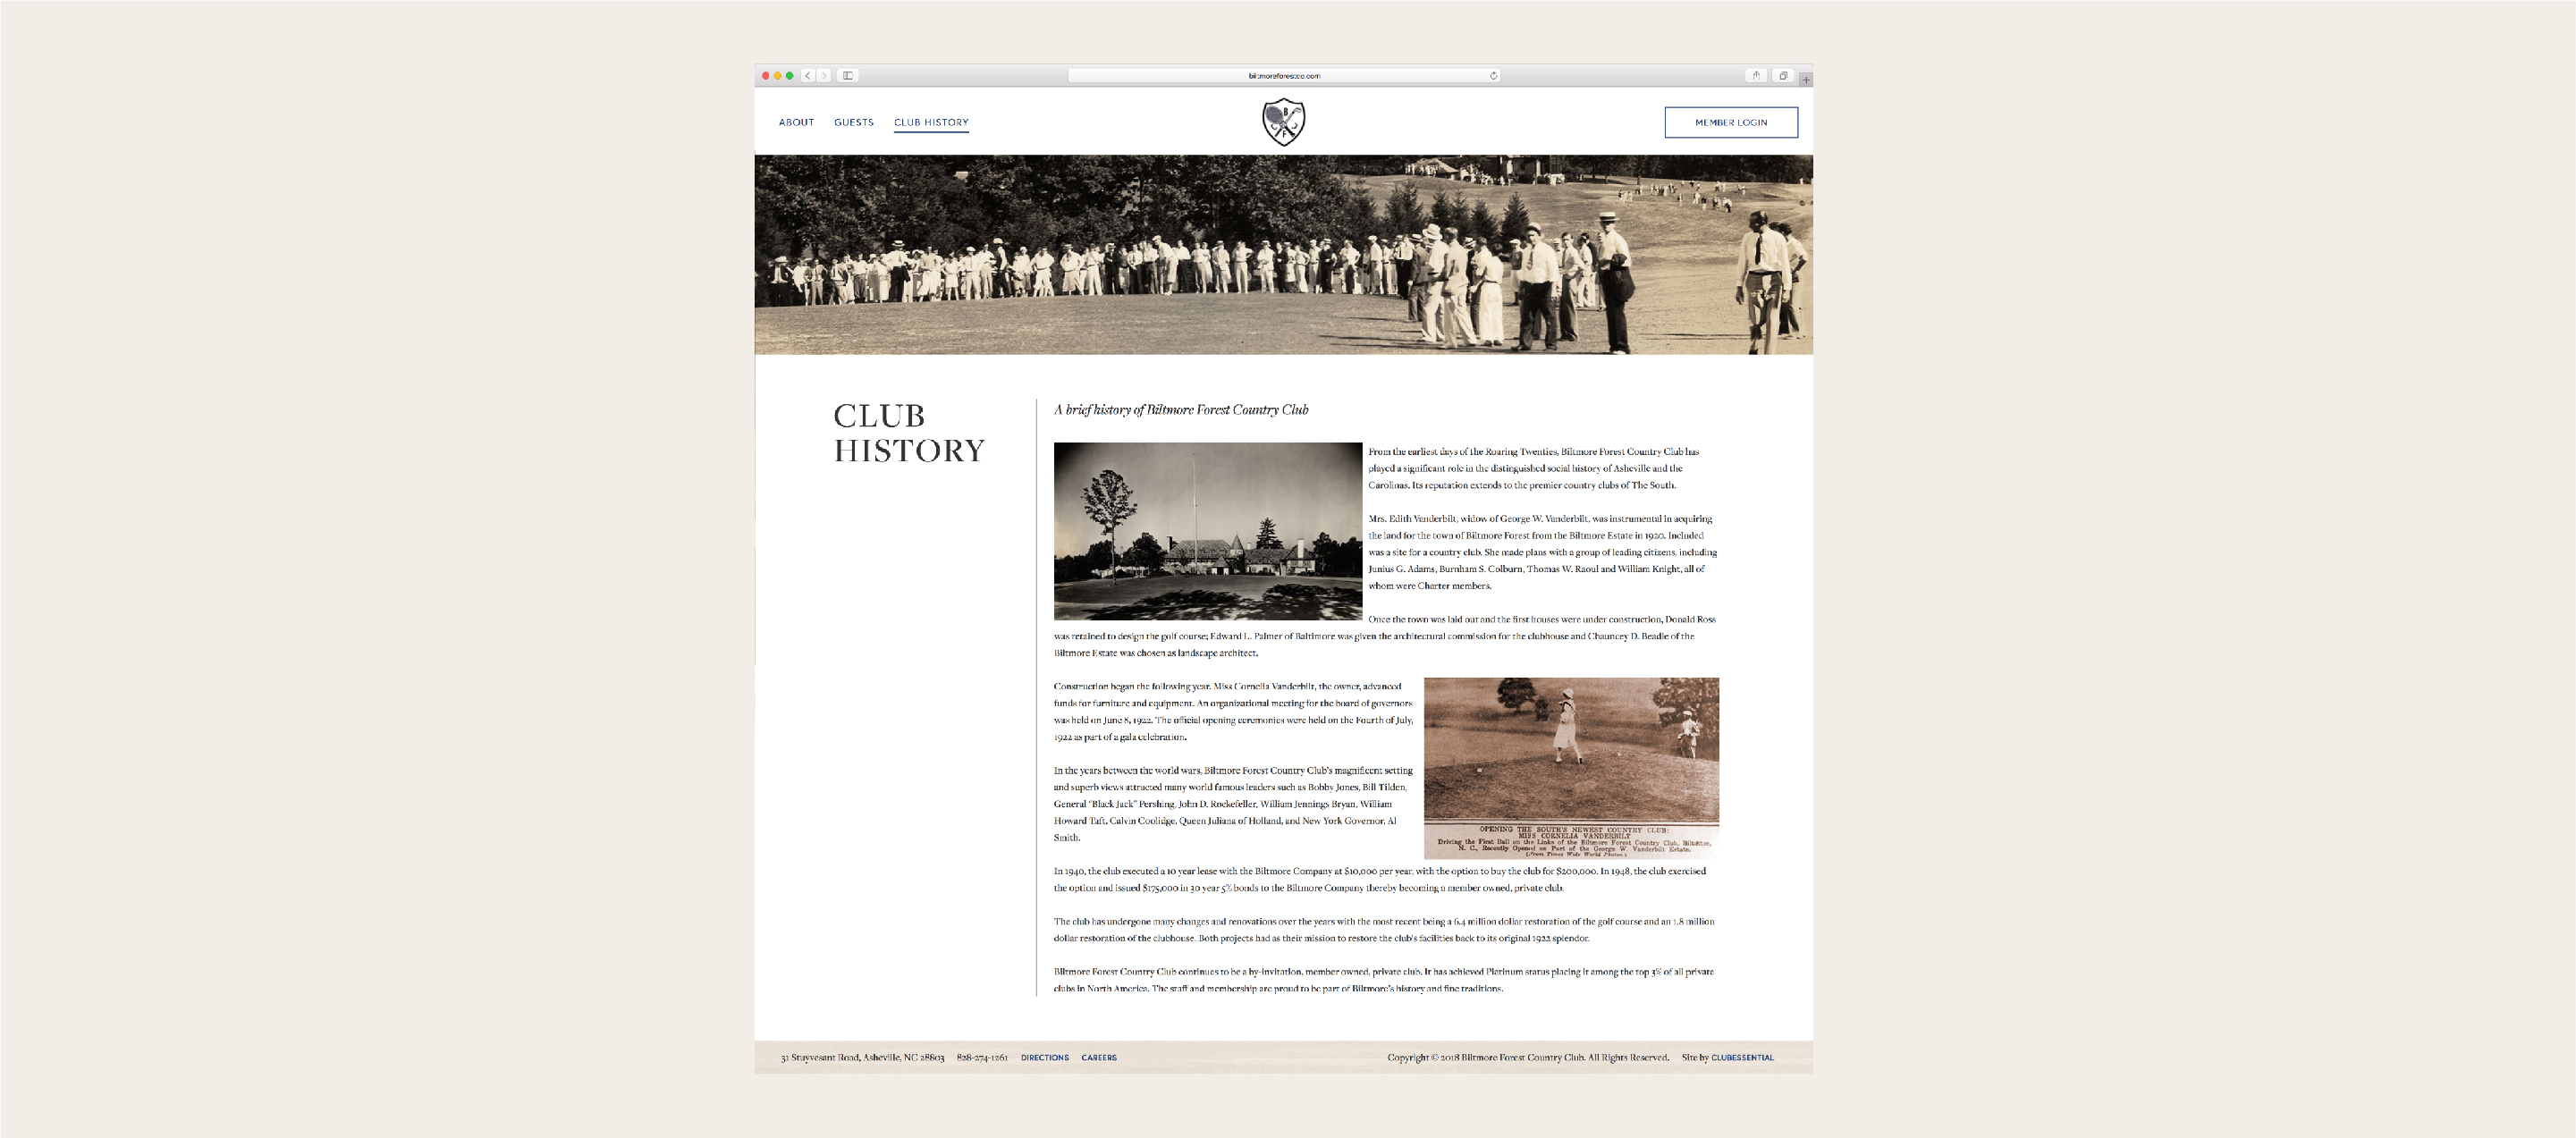 biltmoreforestcc.com
ABOUT GUESTS CLUB HISTORY
B
F
MEMBER LOGIN
CLUB
HISTORY
A brief history of Biltmore Forest Country Club
From the earliest days of the Roaring Twenties, Biltmore Forest Country Club has
played a significant role in the distinguished social history of Asheville and the
Carolinas. Its reputation extends to the premier country clubs of The South.
Mrs. Edith Vanderbilt, widow of George W. Vanderbilt, was instrumental in acquiring
the land for the town of Biltmore Forest from the Biltmore Estate in 1920. Included
was a site for a country club. She made plans with a group of leading citizens, including
Junius G. Adams, Burnham S. Colburn, Thomas W. Raoul and William Knight, all of
whom were Charter members.
Once the town was laid out and the first houses were under construction, Donald Ross
was retained to design the golf course; Edward L. Palmer of Baltimore was given the architectural commission for the clubhouse and Chauncey D. Beadle of the
Biltmore Estate was chosen as landscape architect.
Construction began the following year. Miss Cornelia Vanderbilt, the owner, advanced
funds for furniture and equipment. An organizational meeting for the board of governors
was held on June 8, 1922. The official opening ceremonies were held on the Fourth of July,
1922 as part of a gala celebration.
In the years between the world wars, Biltmore Forest Country Club's magnificent setting
and superb views attracted many world famous leaders such as Bobby Jones, Bill Tilden,
General "Black Jack" Pershing, John D. Rockefeller, William Jennings Bryan, William
Howard Taft, Calvin Coolidge, Queen Juliana of Holland, and New York Governor, Al
Smith.
OPENING THE SOUTH'S NEWEST COUNTRY CLUB:
MISS CORNELIA VANDERBILT
Driving the First Ball on the Links of the Biltmore Forest Country Club, Biltmore,
N. C., Recently Opened on Part of the George W. Vanderbilt Estate.
(From Times Wide World Photos.)
In 1940, the club executed a 10 year lease with the Biltmore Company at $10,000 per year, with the option to buy the club for $200,000. In 1948, the club exercised
the option and issued $175,000 in 30 year 5% bonds to the Biltmore Company thereby becoming a member owned, private club.
The club has undergone many changes and renovations over the years with the most recent being a 6.4 million dollar restoration of the golf course and an 1.8 million
dollar restoration of the clubhouse. Both projects had as their mission to restore the club's facilities back to its original 1922 splendor.
Biltmore Forest Country Club continues to be a by-invitation, member owned, private club. It has achieved Platinum status placing it among the top 3% of all private
clubs in North America. The staff and membership are proud to be part of Biltmore's history and fine traditions.
31 Stuyvesant Road, Asheville, NC 28803 828-274-1261 DIRECTIONS CAREERS
Copyright © 2018 Biltmore Forest Country Club. All Rights Reserved. Site by CLUBESSENTIAL